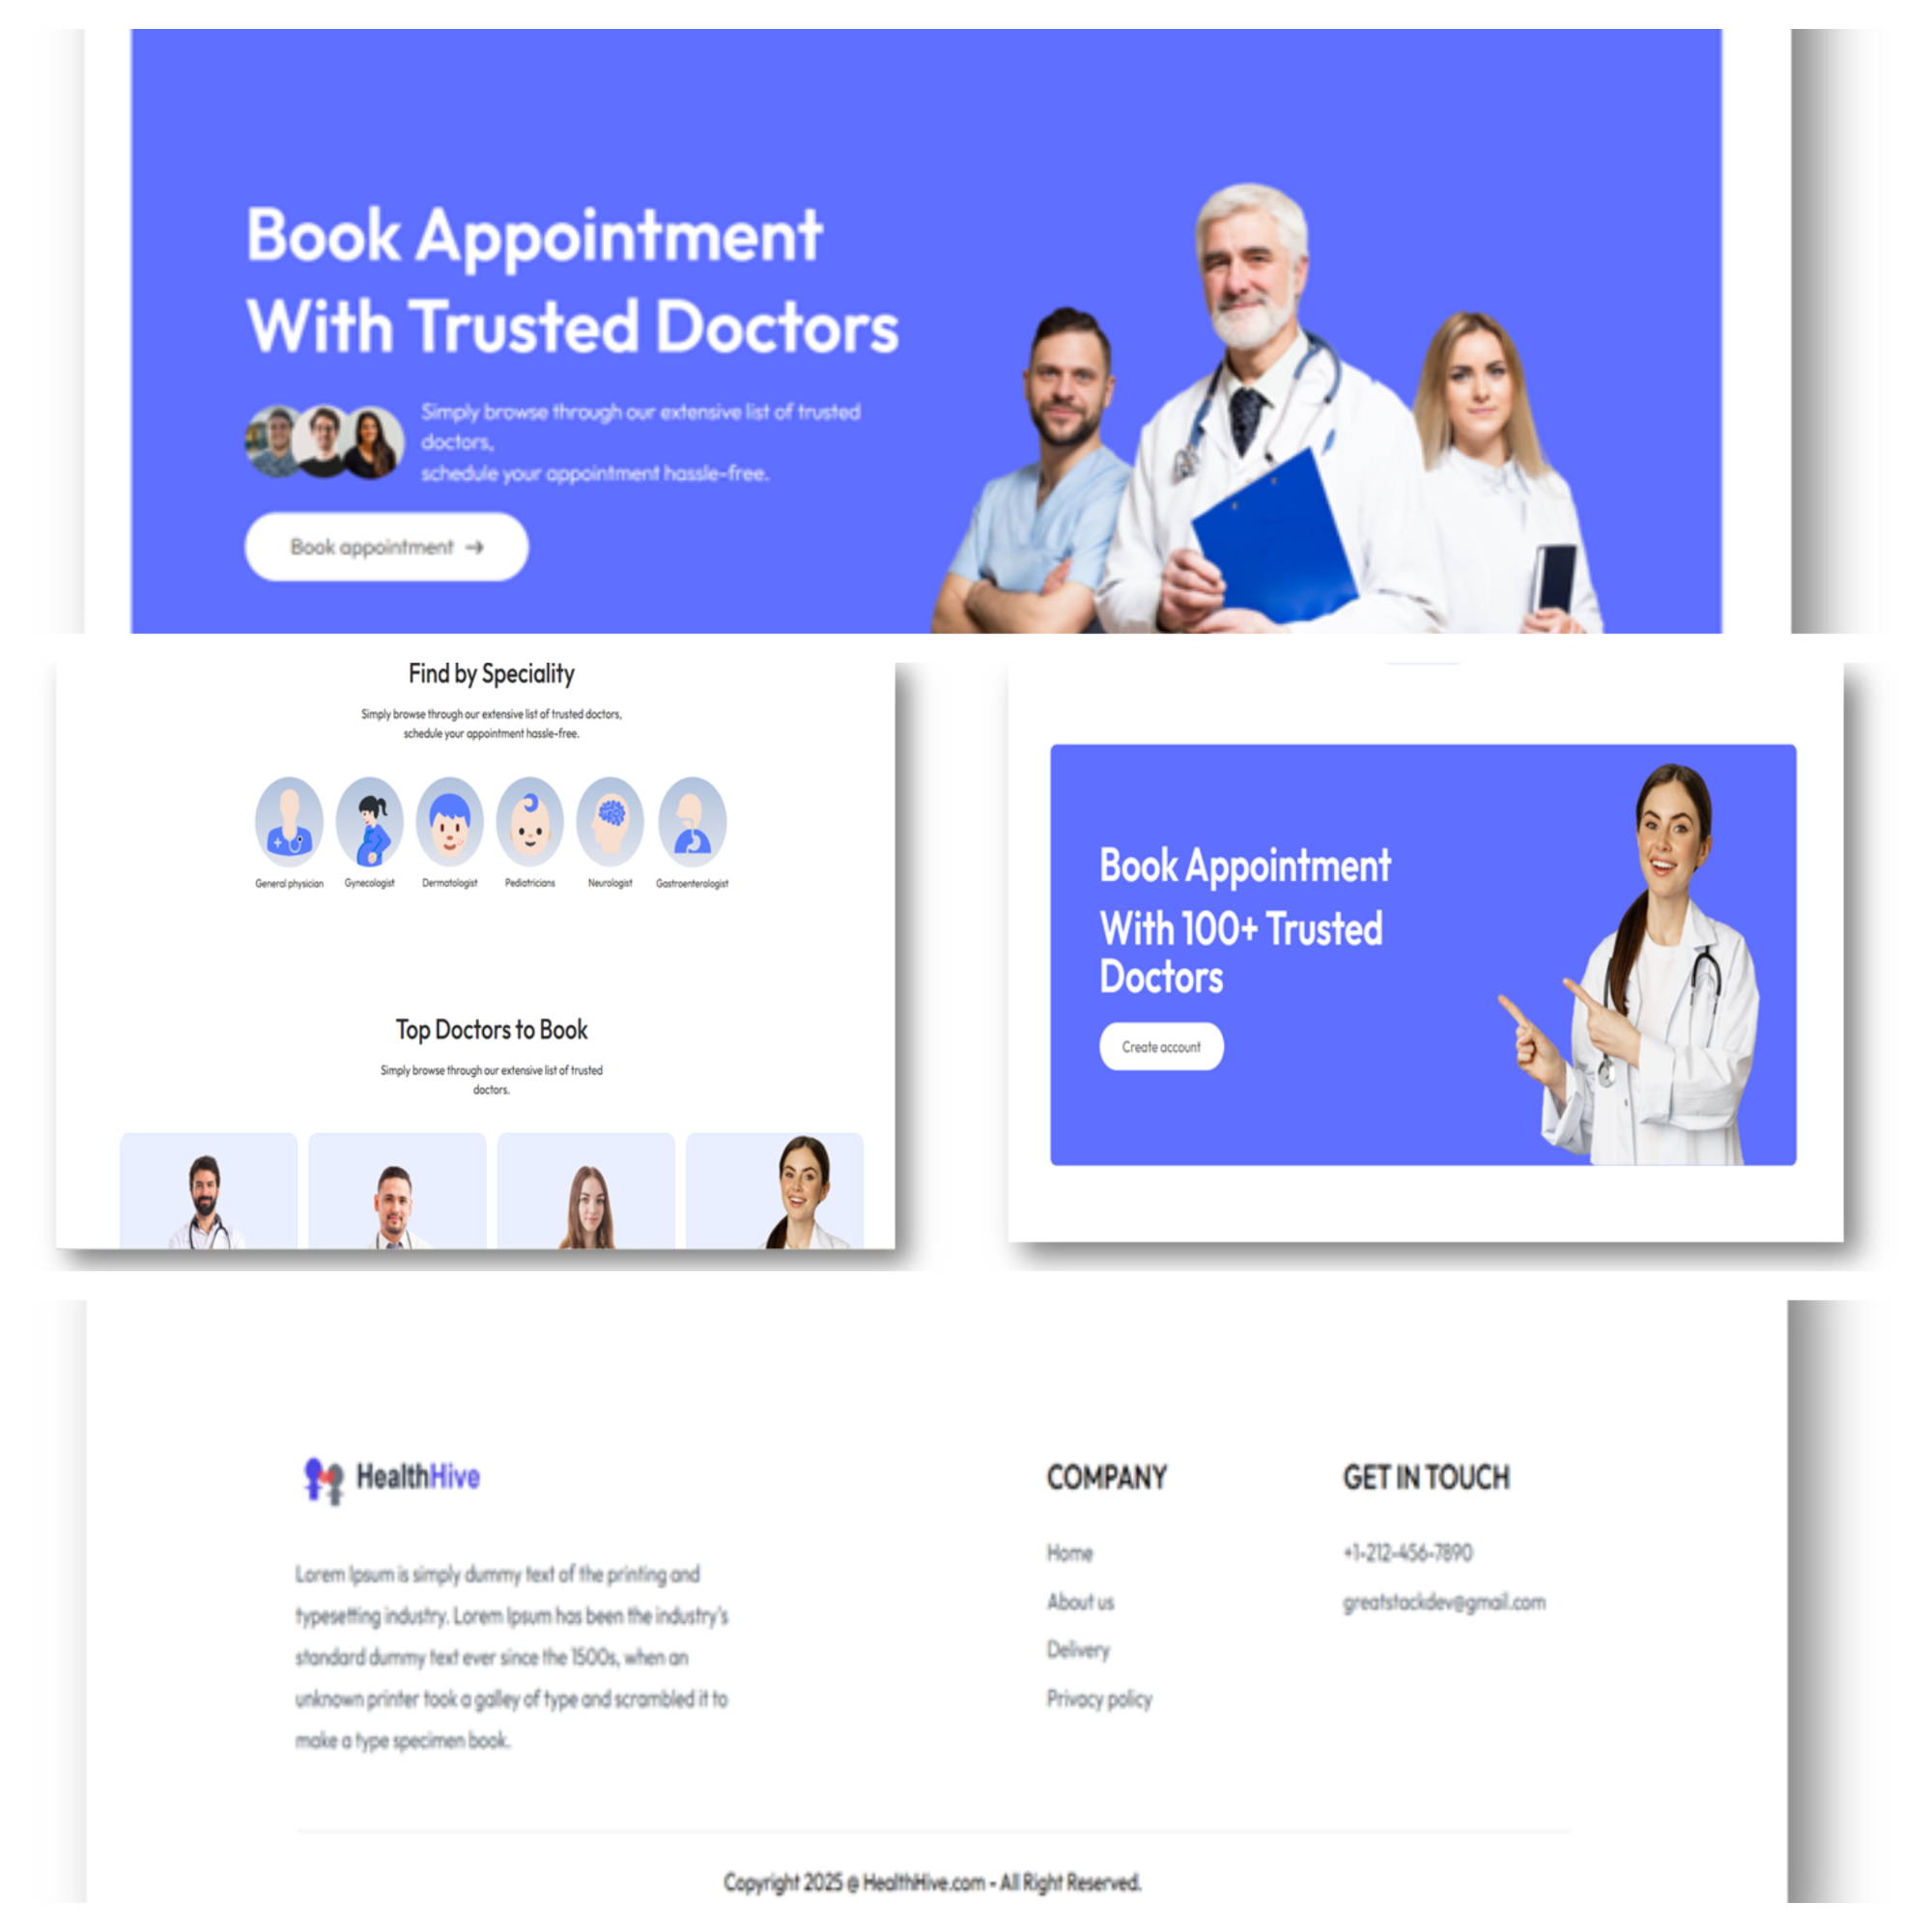 Book Appointment
With Trusted Doctors
Simply browse through our extensive list of trusted
doctors,
schedule your appointment hassle-free.
Book appointment →
Find by Speciality
Simply browse through our extensive list of trusted doctors,
schedule your appointment hassle-free.
General physician
Gynecologist
Dermatologist
Pediatricians
Neurologist
Gastroenterologist
Top Doctors to Book
Simply browse through our extensive list of trusted
doctors.
Book Appointment
With 100+ Trusted
Doctors
Create account
HealthHive
Lorem Ipsum is simply dummy text of the printing and
typesetting industry. Lorem Ipsum has been the industry's
standard dummy text ever since the 1500s, when an
unknown printer took a galley of type and scrambled it to
make a type specimen book.
COMPANY
Home
About us
Delivery
Privacy policy
GET IN TOUCH
+1-212-456-7890
greatstackdev@gmail.com
Copyright 2025 @ HealthHive.com - All Right Reserved.